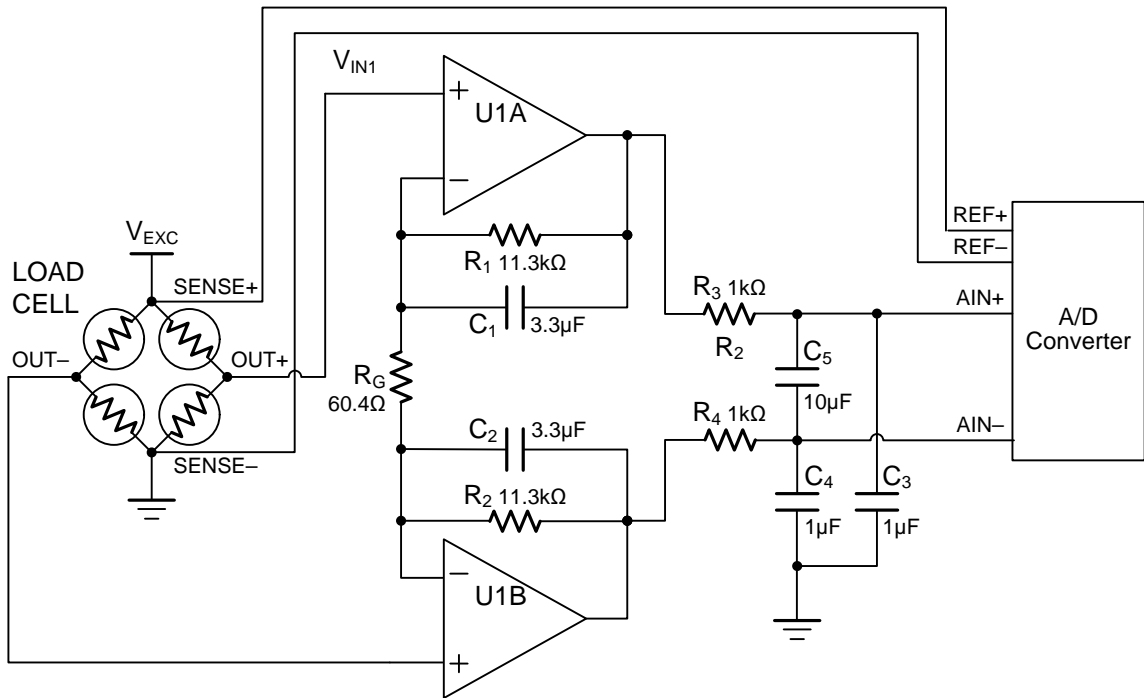 V_IN1
+
U1A
−
REF+
REF−
V_EXC
LOAD
CELL
SENSE+
R1 11.3kΩ
R3 1kΩ
AIN+
A/D
Converter
C1
3.3µF
R2
OUT−
OUT+
C5
RG
60.4Ω
10µF
C2
3.3µF
R4 1kΩ
AIN−
SENSE−
R2 11.3kΩ
C4
C3
1µF
1µF
−
U1B
+